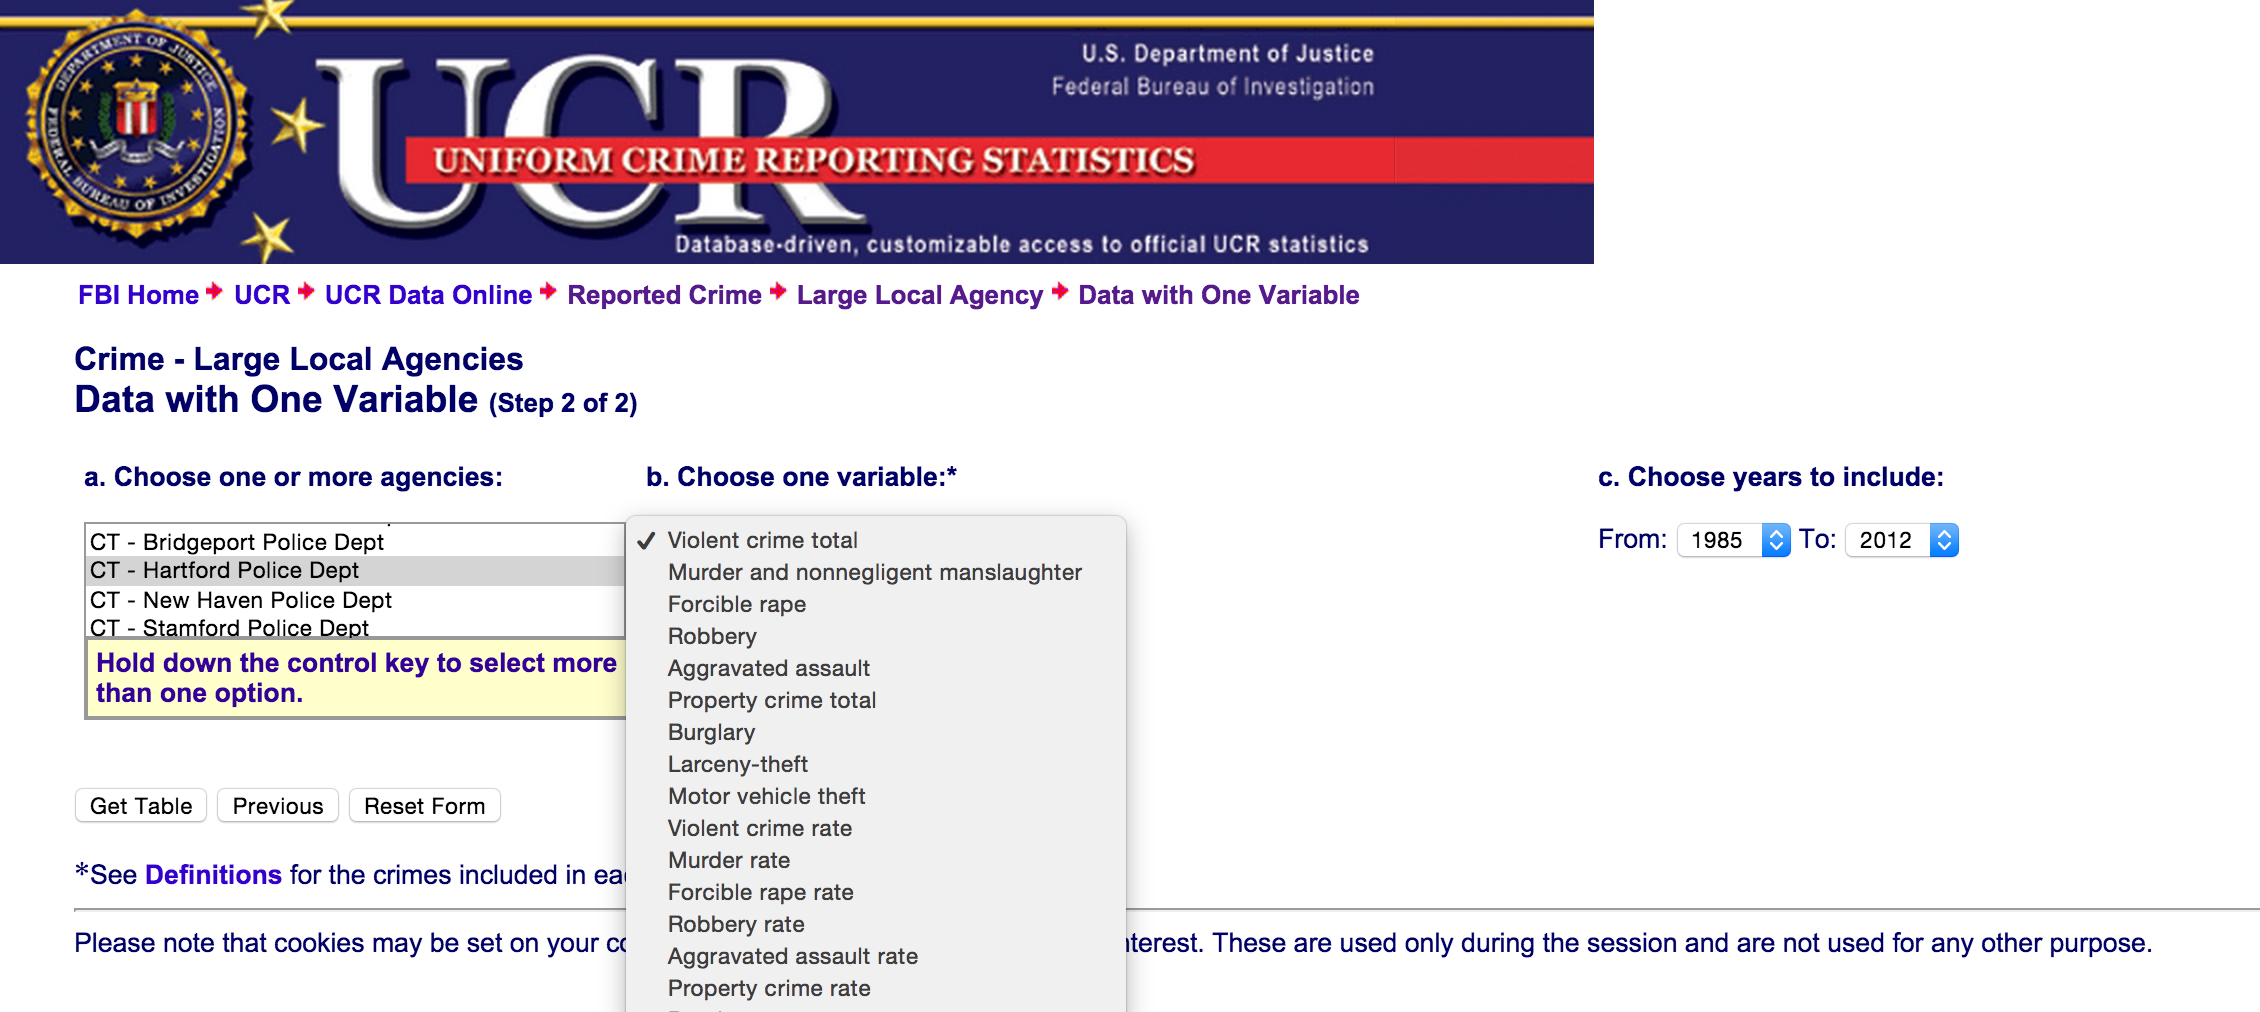 DEPARTMENT OF JUSTICE
FEDERAL BUREAU OF INVESTIGATION
UCR
U.S. Department of Justice
Federal Bureau of Investigation
UNIFORM CRIME REPORTING STATISTICS
Database-driven, customizable access to official UCR statistics
FBI Home UCR UCR Data Online Reported Crime Large Local Agency Data with One Variable
Crime - Large Local Agencies
Data with One Variable (Step 2 of 2)
a. Choose one or more agencies:
CT - Bridgeport Police Dept
CT - Hartford Police Dept
CT - New Haven Police Dept
CT - Stamford Police Dept
Hold down the control key to select more
than one option.
b. Choose one variable:*
✓ Violent crime total
Murder and nonnegligent manslaughter
Forcible rape
Robbery
Aggravated assault
Property crime total
Burglary
Larceny-theft
Motor vehicle theft
Violent crime rate
Murder rate
Forcible rape rate
Robbery rate
Aggravated assault rate
Property crime rate
c. Choose years to include:
From: 1985 To: 2012
Get Table Previous Reset Form
*See Definitions for the crimes included in
Please note that cookies may be set on your
These are used only during the session and are not used for any other purpose.